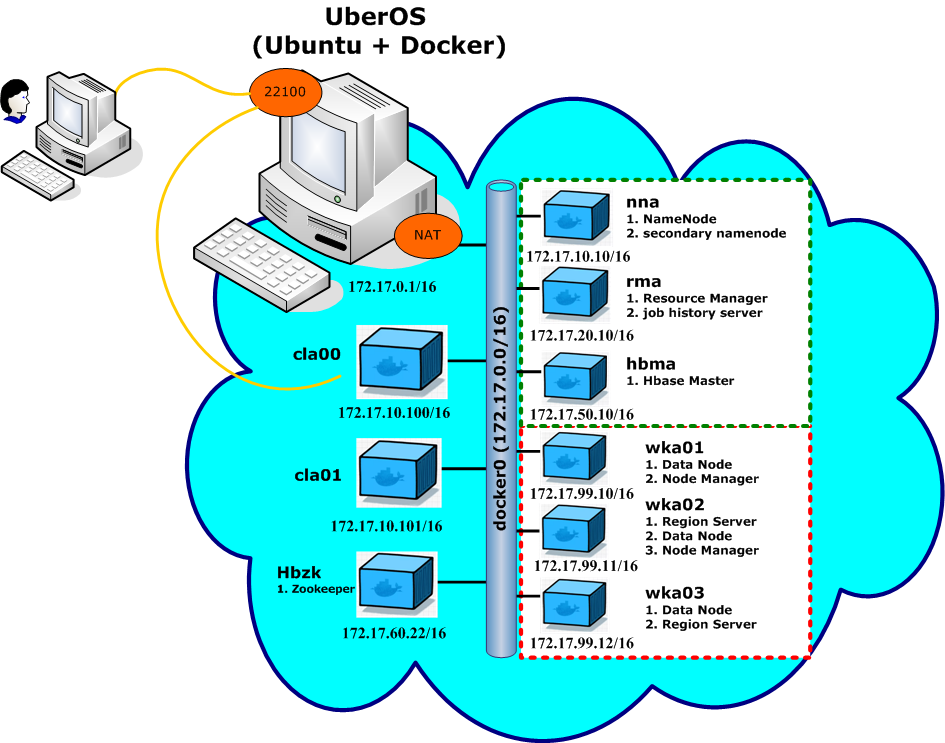 UberOS
(Ubuntu + Docker)
22100
NAT
172.17.0.1/16
cla00
172.17.10.100/16
cla01
172.17.10.101/16
Hbzk
1. Zookeeper
172.17.60.22/16
docker0 (172.17.0.0/16)
nna
1. NameNode
2. secondary namenode
172.17.10.10/16
rma
1. Resource Manager
2. job history server
172.17.20.10/16
hbma
1. Hbase Master
172.17.50.10/16
wka01
1. Data Node
2. Node Manager
172.17.99.10/16
wka02
1. Region Server
2. Data Node
3. Node Manager
172.17.99.11/16
wka03
1. Data Node
2. Region Server
172.17.99.12/16